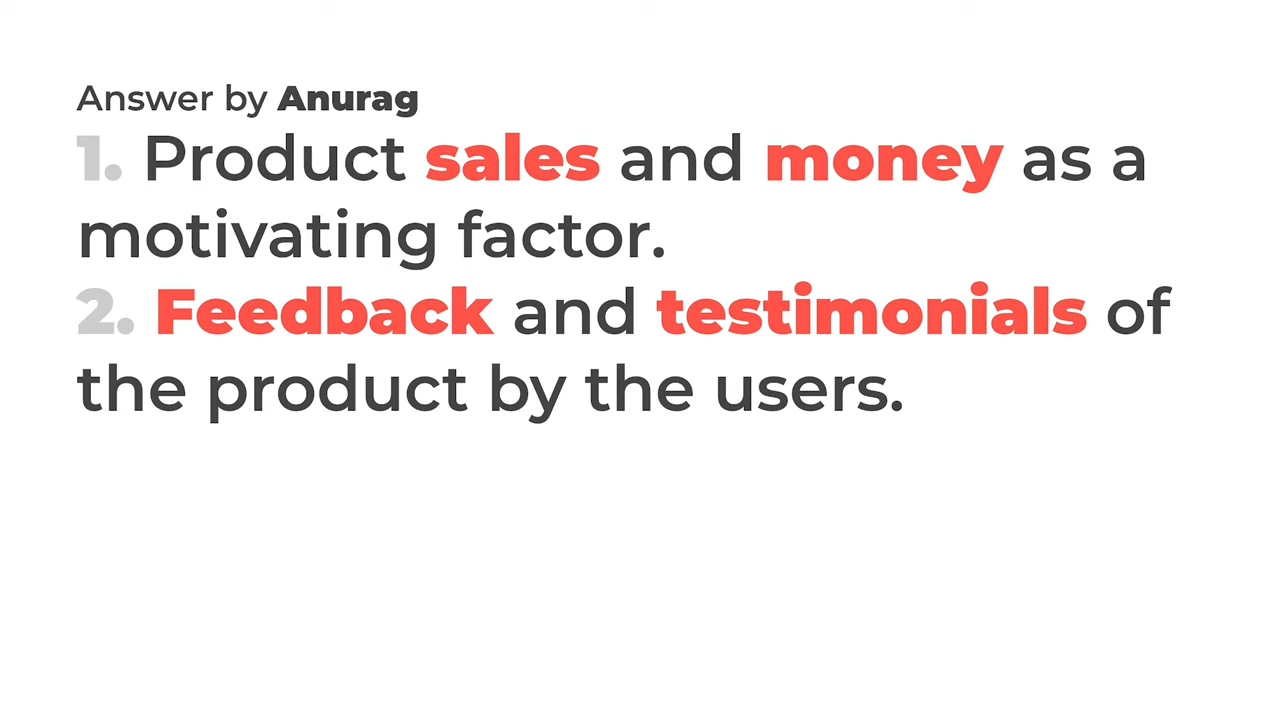 Answer by Anurag
1. Product sales and money as a
motivating factor.
2. Feedback and testimonials of
the product by the users.